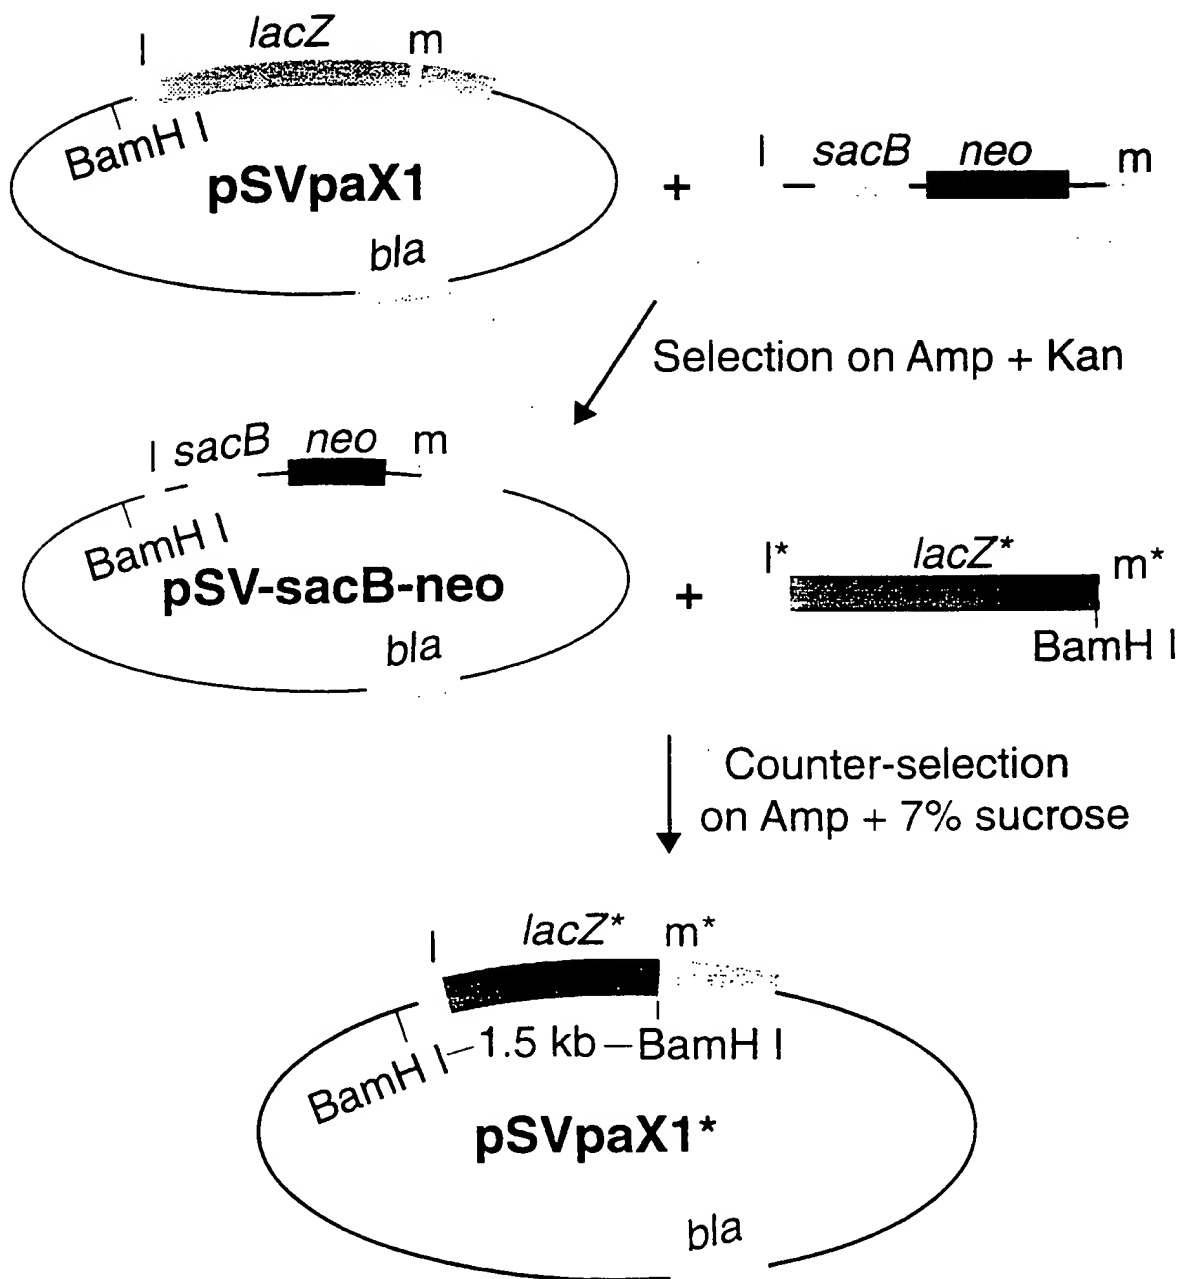 l lacZ m
BamH I
pSVpaX1
bla
+
l sacB neo m
Selection on Amp + Kan
l sacB neo m
BamH I
pSV-sacB-neo
bla
+
l* lacZ* m*
BamH I
Counter-selection
on Amp + 7% sucrose
l lacZ* m*
BamH I – 1.5 kb – BamH I
pSVpaX1*
bla